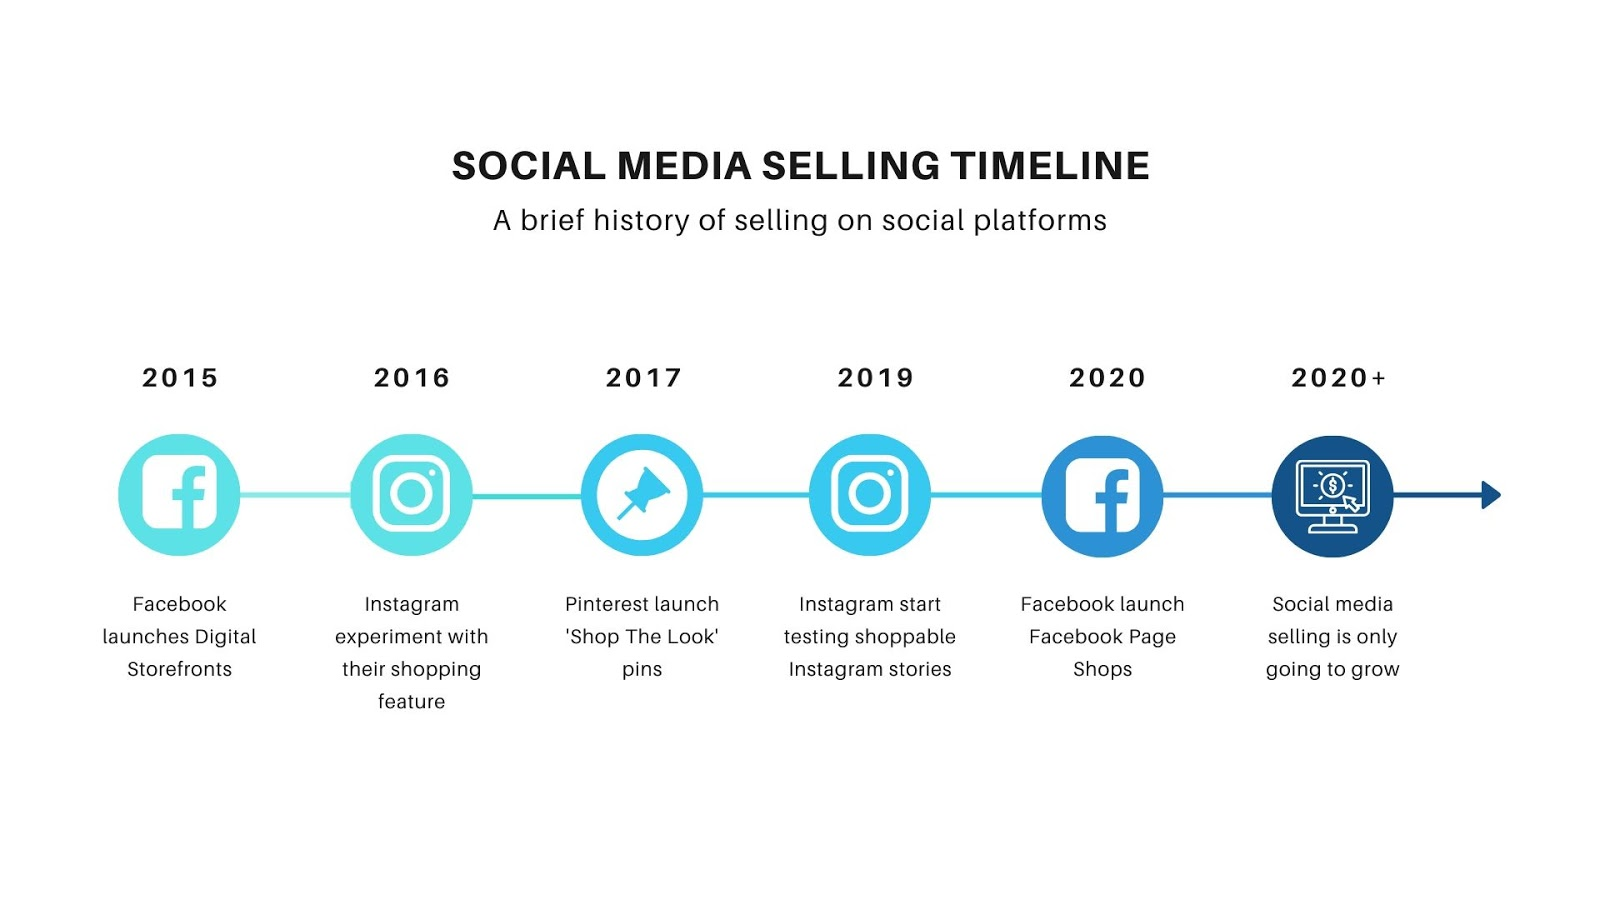 SOCIAL MEDIA SELLING TIMELINE
A brief history of selling on social platforms
2015
Facebook
launches Digital
Storefronts
2016
Instagram
experiment with
their shopping
feature
2017
Pinterest launch
'Shop The Look'
pins
2019
Instagram start
testing shoppable
Instagram stories
2020
Facebook launch
Facebook Page
Shops
2020+
$
Social media
selling is only
going to grow